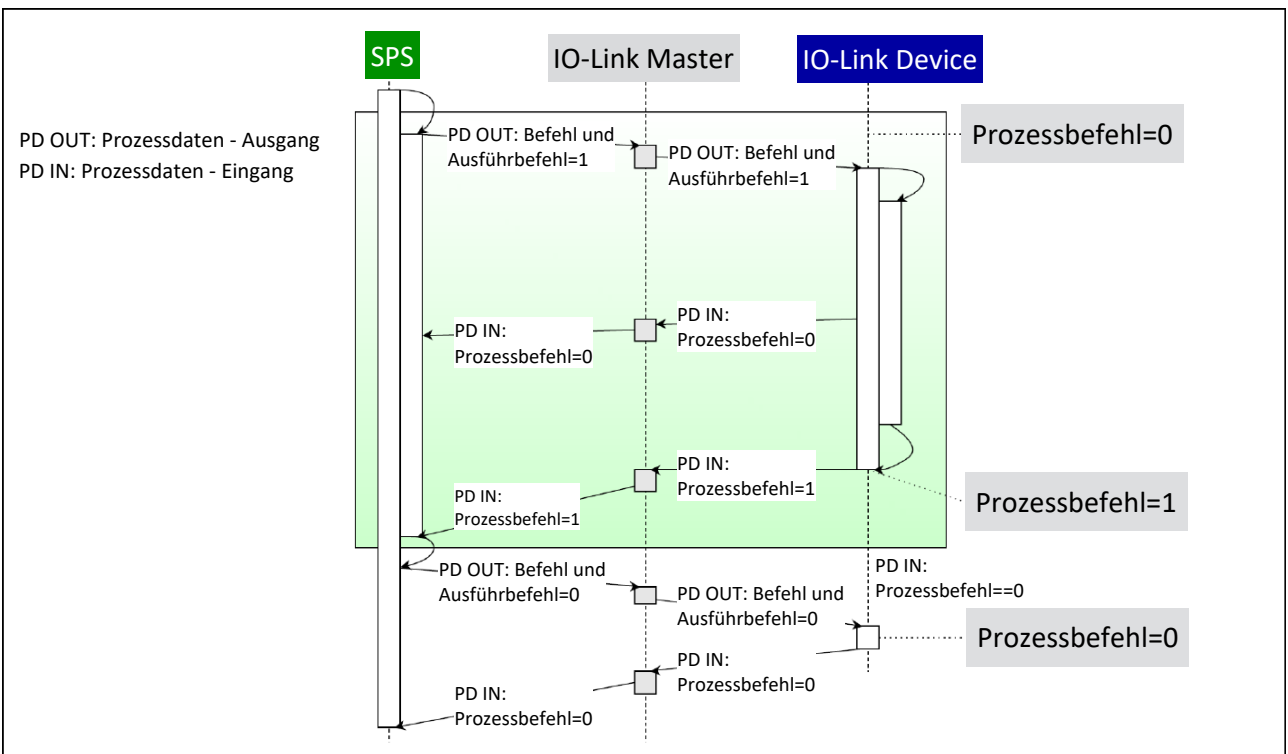 SPS
IO-Link Master
IO-Link Device
PD OUT: Prozessdaten - Ausgang
PD IN: Prozessdaten - Eingang
PD OUT: Befehl und
Ausführbefehl=1
PD OUT: Befehl und
Ausführbefehl=1
Prozessbefehl=0
PD IN:
Prozessbefehl=0
PD IN:
Prozessbefehl=0
PD IN:
Prozessbefehl=1
PD IN:
Prozessbefehl=1
Prozessbefehl=1
PD OUT: Befehl und
Ausführbefehl=0
PD IN:
Prozessbefehl==0
PD OUT: Befehl und
Ausführbefehl=0
Prozessbefehl=0
PD IN:
Prozessbefehl=0
PD IN:
Prozessbefehl=0